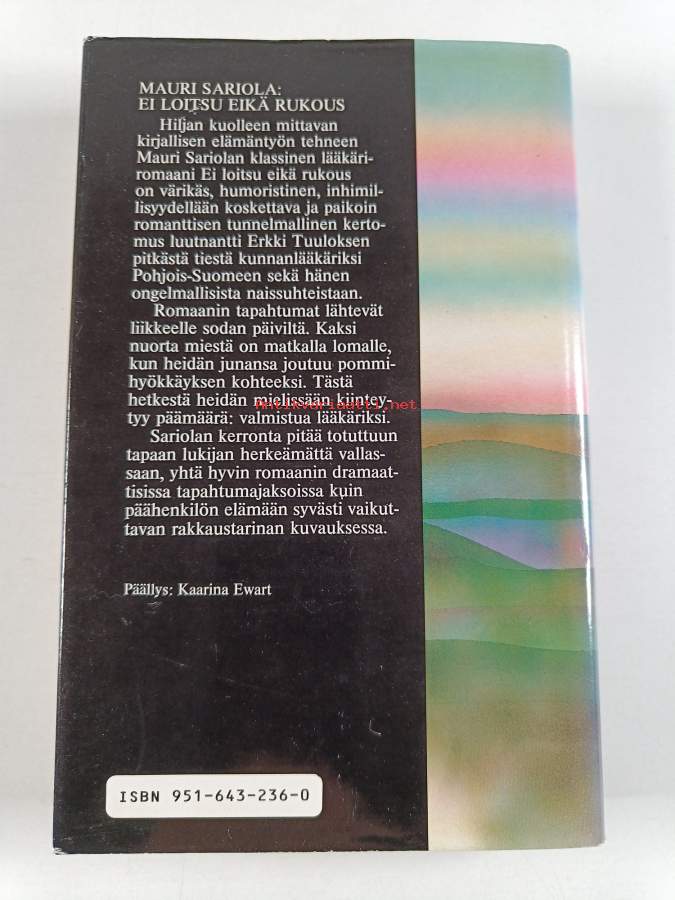 MAURI SARIOLA:
EI LOITSU EIKÄ RUKOUS
Hiljan kuolleen mittavan
kirjallisen elämäntyön tehneen
Mauri Sariolan klassinen lääkäri-
romaani Ei loitsu eikä rukous
on värikäs, humoristinen, inhimil-
lisyydellään koskettava ja paikoin
romanttisen tunnelmallinen kerto-
mus luutnantti Erkki Tuuloksen
pitkästä tiestä kunnanlääkäriksi
Pohjois-Suomeen sekä hänen
ongelmallisista naissuhteistaan.
Romaanin tapahtumat lähtevät
liikkeelle sodan päiviltä. Kaksi
nuorta miestä on matkalla lomalle,
kun heidän junansa joutuu pommi-
hyökkäyksen kohteeksi. Tästä
hetkestä heidän mielissään kiintey-
Antikvariaatti.net
tyy päämäärä: valmistua lääkäriksi.
Sariolan kerronta pitää totuttuun
tapaan lukijan herkeämättä vallas-
saan, yhtä hyvin romaanin dramaat-
tisissa tapahtumajaksoissa kuin
päähenkilön elämään syvästi vaikut-
tavan rakkaustarinan kuvauksessa.
Päällys: Kaarina Ewart
ISBN 951-643-236-0